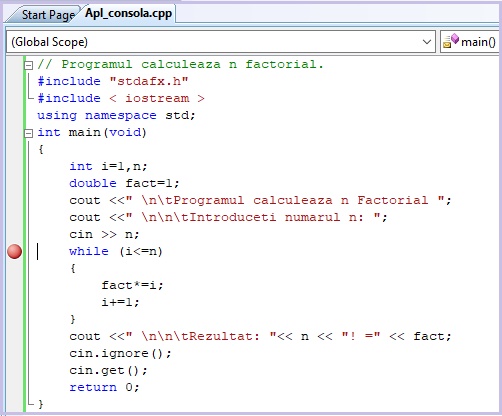 Start Page Apl_consola.cpp
(Global Scope) main()
// Programul calculeaza n factorial.
#include "stdafx.h"
#include < iostream >
using namespace std;
int main(void)
{
    int i=1,n;
    double fact=1;
    cout <<" \n\tProgramul calculeaza n Factorial ";
    cout <<" \n\n\tIntroduceti numarul n: ";
    cin >> n;
    while (i<=n)
    {
        fact*=i;
        i+=1;
    }
    cout <<" \n\n\tRezultat: "<< n << "! =" << fact;
    cin.ignore();
    cin.get();
    return 0;
}